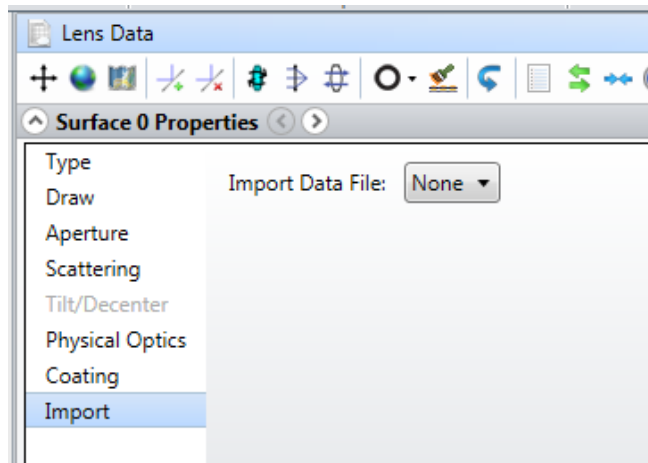 Lens Data
Surface 0 Properties
Type
Import Data File: None
Draw
Aperture
Scattering
Tilt/Decenter
Physical Optics
Coating
Import